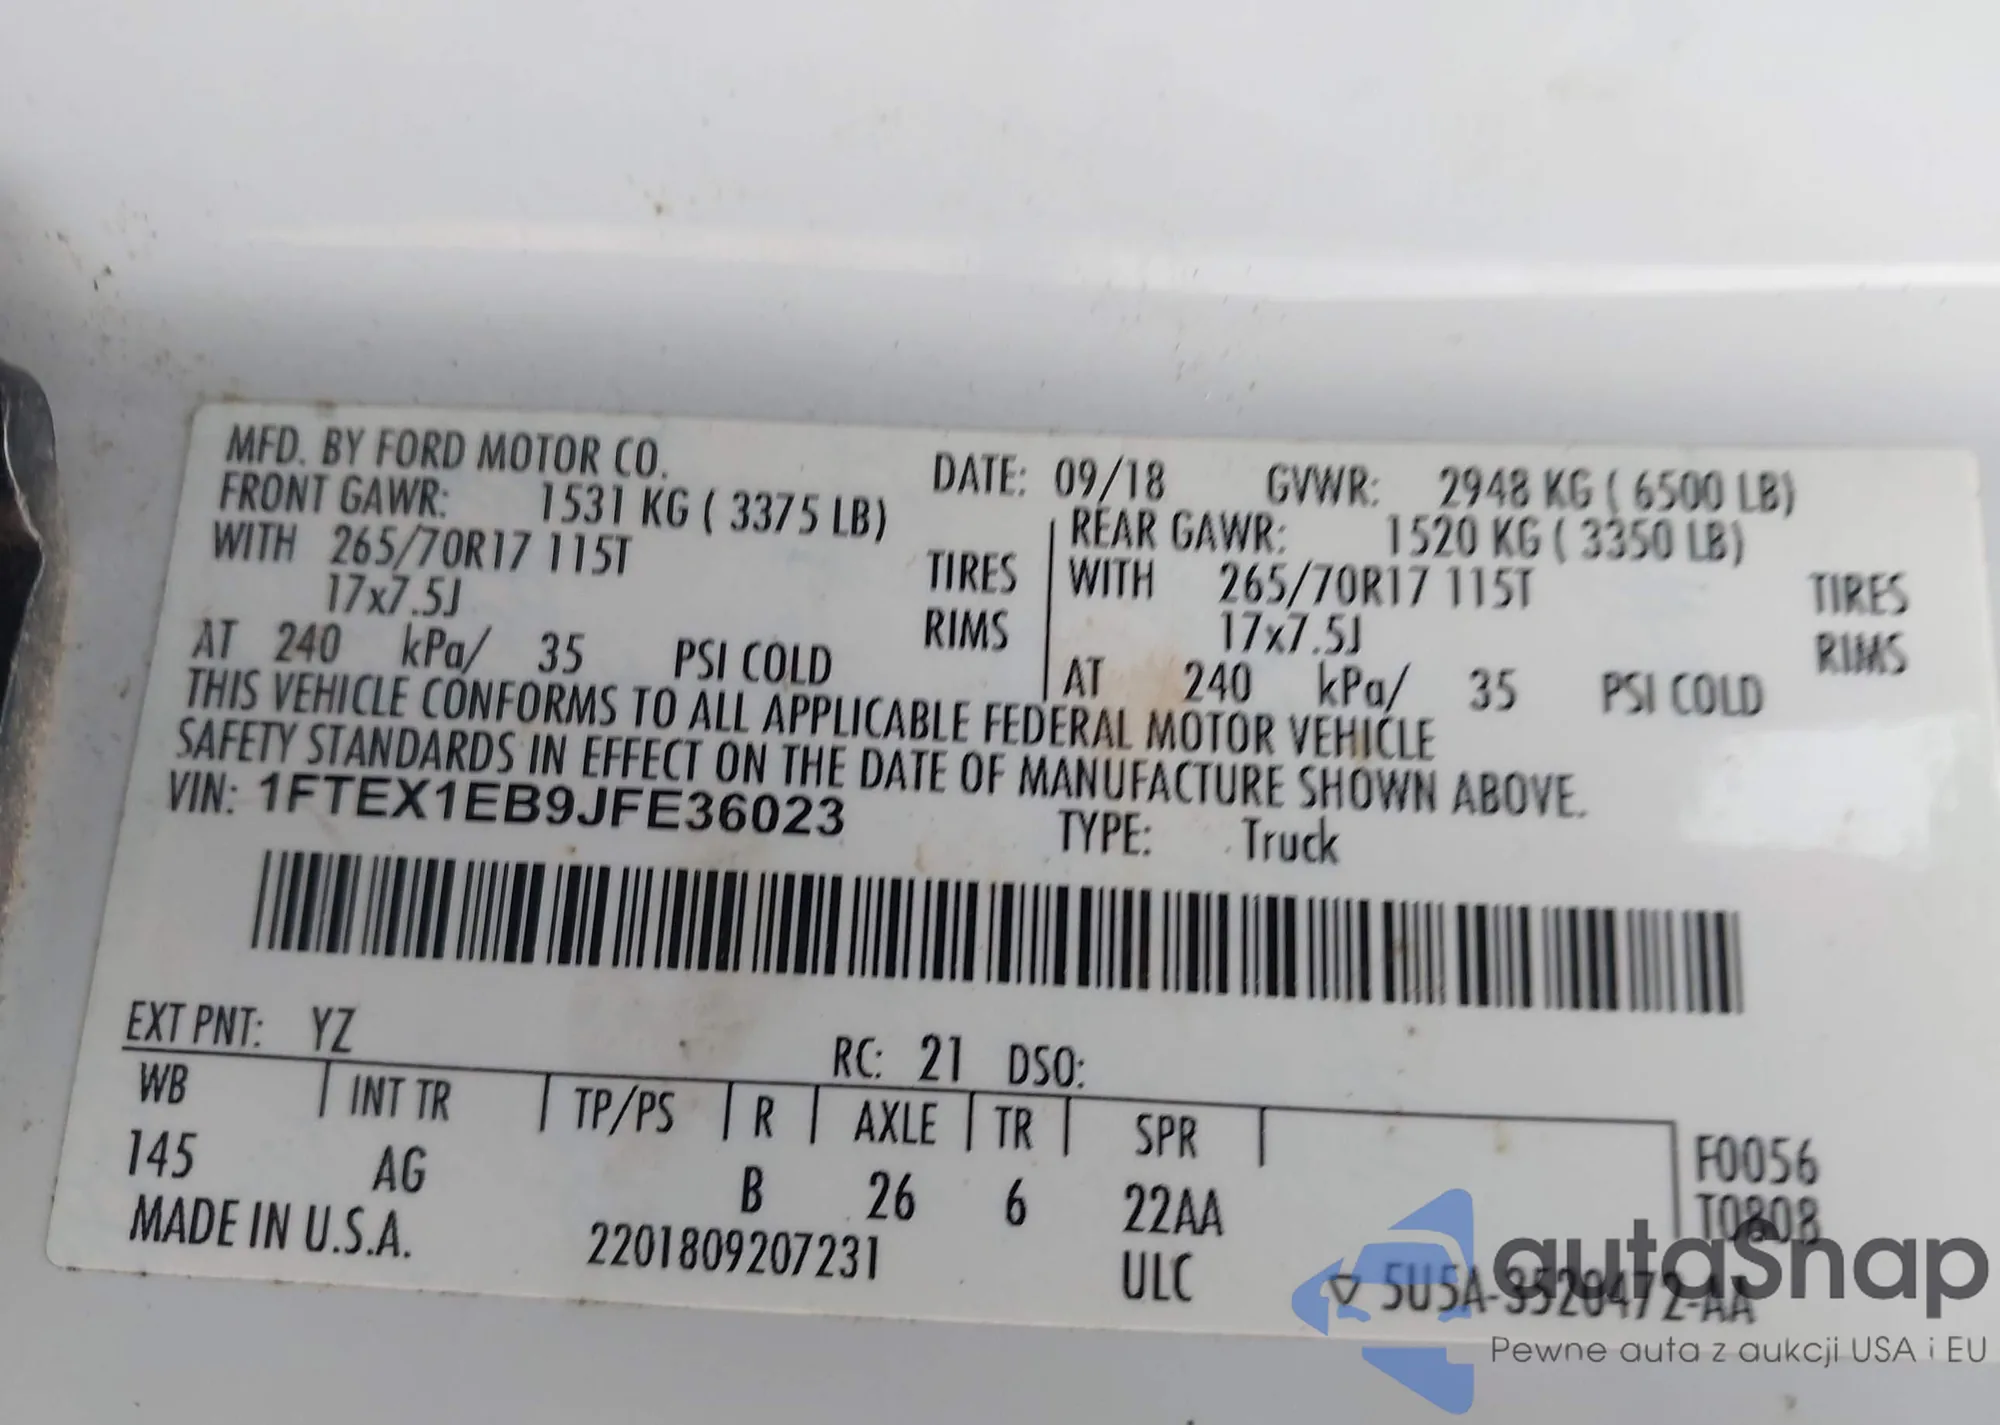 MFD. BY FORD MOTOR CO. DATE: 09/18 GVWR: 2948 KG ( 6500 LB)
FRONT GAWR: 1531 KG ( 3375 LB) REAR GAWR: 1520 KG ( 3350 LB)
WITH 265/70R17 115T TIRES WITH 265/70R17 115T TIRES
17x7.5J RIMS 17x7.5J RIMS
AT 240 kPa/ 35 PSI COLD AT 240 kPa/ 35 PSI COLD
THIS VEHICLE CONFORMS TO ALL APPLICABLE FEDERAL MOTOR VEHICLE
SAFETY STANDARDS IN EFFECT ON THE DATE OF MANUFACTURE SHOWN ABOVE.
VIN: 1FTEX1EB9JFE36023 TYPE: Truck
EXT PNT: YZ RC: 21 DSO:
WB INT TR TP/PS R AXLE TR SPR
145 AG B 26 6 22AA
F0056
T0808
MADE IN U.S.A. 2201809207231 ULC 5U5A-3520472-AA
autaSnap
Pewne auta z aukcji USA i EU